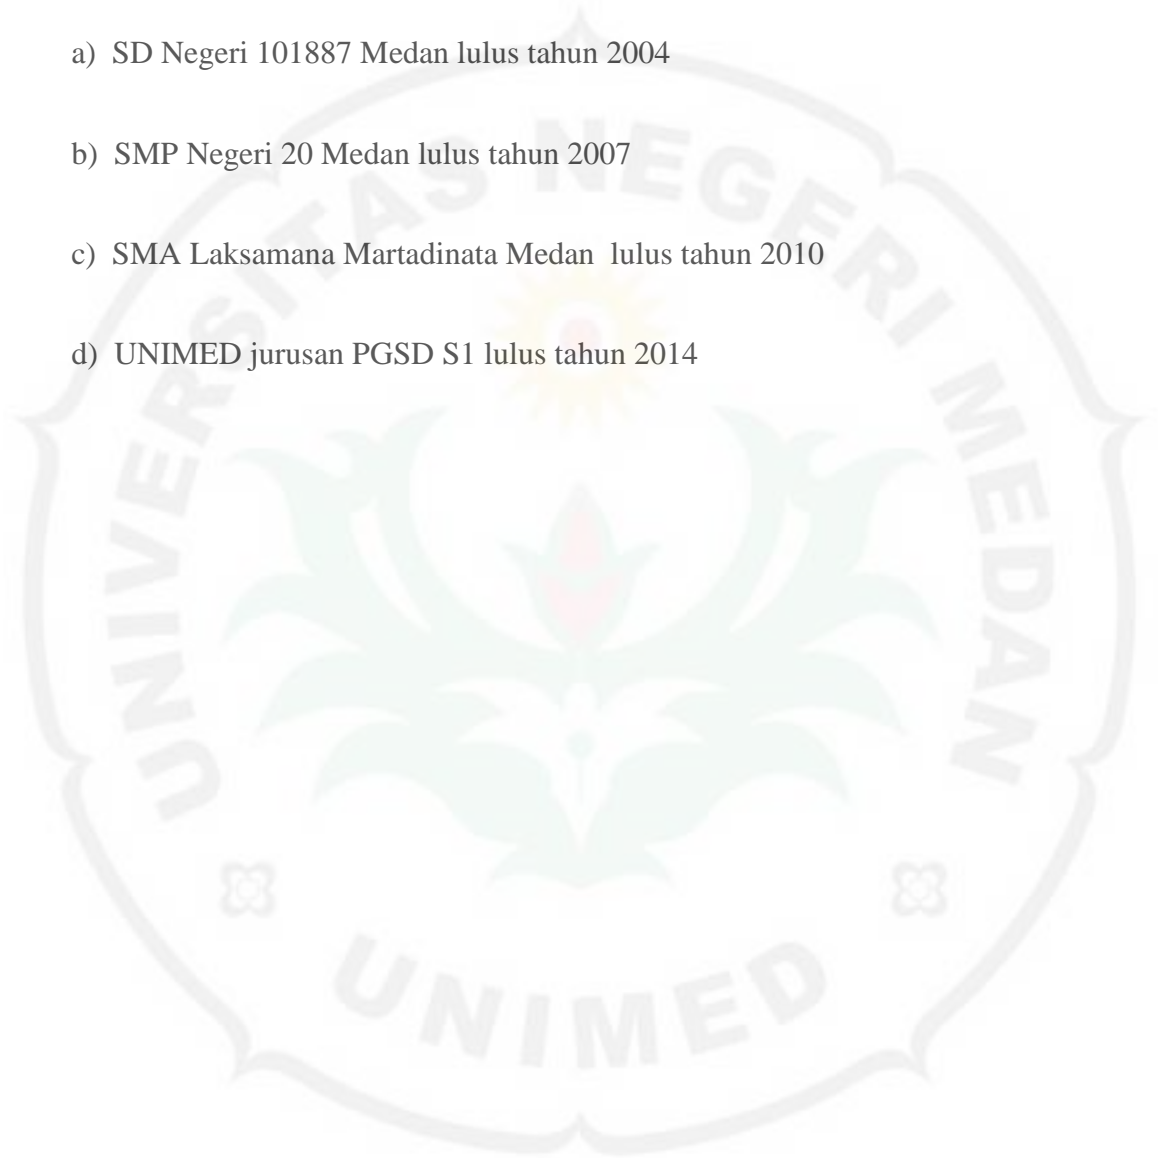 a) SD Negeri 101887 Medan lulus tahun 2004
b) SMP Negeri 20 Medan lulus tahun 2007
c) SMA Laksamana Martadinata Medan  lulus tahun 2010
d) UNIMED jurusan PGSD S1 lulus tahun 2014
UNIVERSITAS NEGERI MEDAN
UNIMED